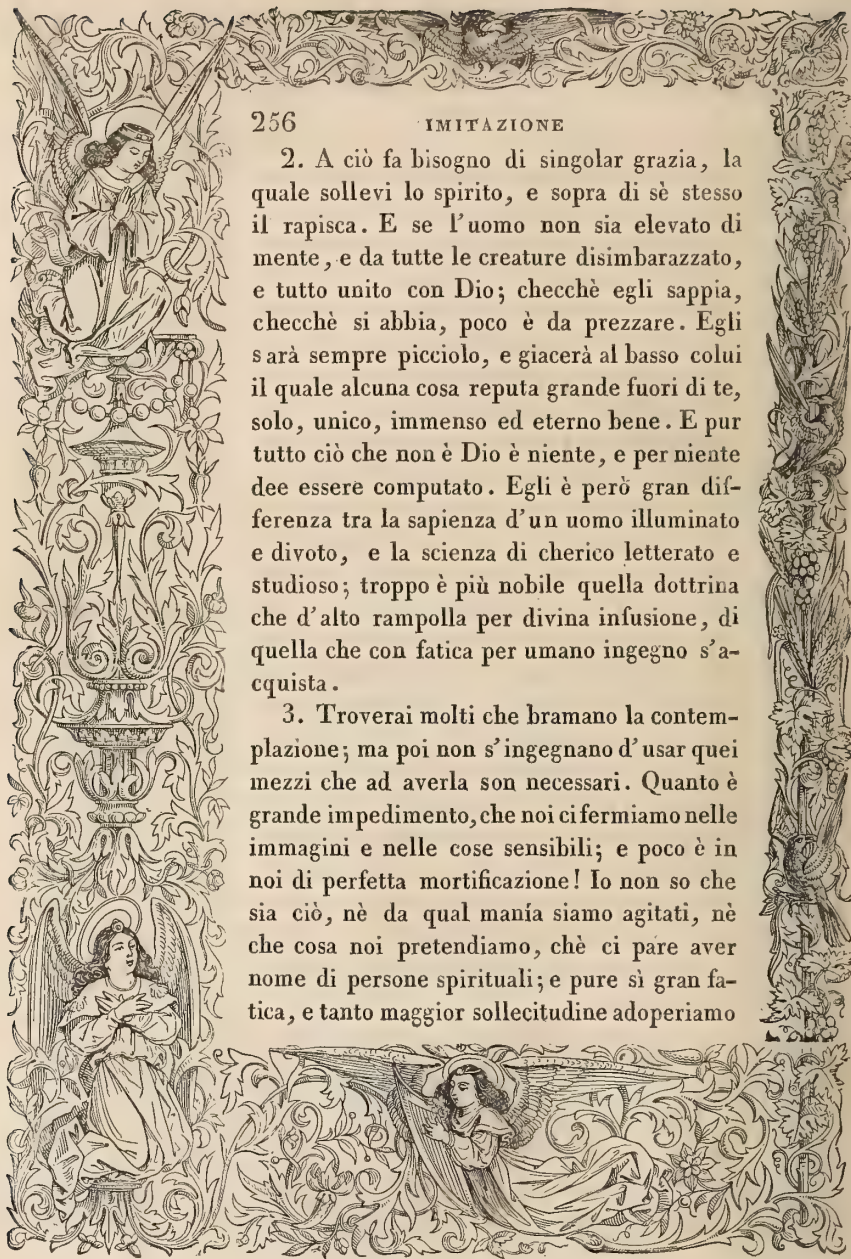 256 IMITAZIONE
2. A ciò fa bisogno di singolar grazia, la
quale sollevi lo spirito, e sopra di sè stesso
il rapisca. E se l'uomo non sia elevato di
mente, e da tutte le creature disimbarazzato,
e tutto unito con Dio; checchè egli sappia,
checchè si abbia, poco è da prezzare. Egli
sarà sempre picciolo, e giacerà al basso colui
il quale alcuna cosa reputa grande fuori di te,
solo, unico, immenso ed eterno bene. E pur
tutto ciò che non è Dio è niente, e per niente
dee essere computato. Egli è però gran dif-
ferenza tra la sapienza d'un uomo illuminato
e divoto, e la scienza di cherico letterato e
studioso; troppo è più nobile quella dottrina
che d'alto rampolla per divina infusione, di
quella che con fatica per umano ingegno s'a-
cquista.
3. Troverai molti che bramano la contem-
plazione; ma poi non s'ingegnano d'usar quei
mezzi che ad averla son necessari. Quanto è
grande impedimento, che noi ci fermiamo nelle
immagini e nelle cose sensibili; e poco è in
noi di perfetta mortificazione! Io non so che
sia ciò, nè da qual manía siamo agitati, nè
che cosa noi pretendiamo, chè ci pare aver
nome di persone spirituali; e pure sì gran fa-
tica, e tanto maggior sollecitudine adoperiamo